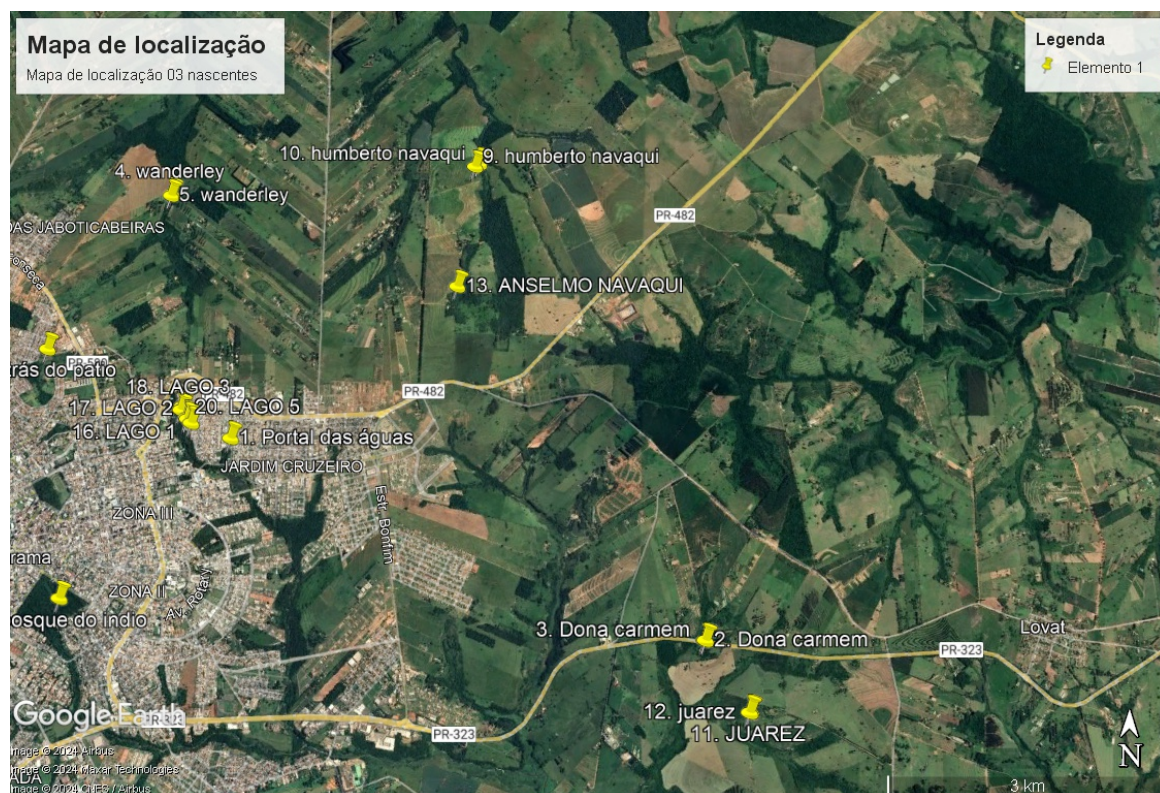 Mapa de localização
Mapa de localização 03 nascentes
Legenda
Elemento 1
10. humberto navaqui
9. humberto navaqui
4. wanderley
5. wanderley
PR-482
DAS JABOTICABEIRAS
13. ANSELMO NAVAQUI
trás do pátio
PR-580
18. LAGO 3
PR-482
17. LAGO 2
20. LAGO 5
16. LAGO 1
1. Portal das águas
JARDIM CRUZEIRO
Estr. Bonfim
ZONA III
ZONA II
Av. Rotary
osque do índio
3. Dona carmem
2. Dona carmem
Lovat
PR-323
12. juarez
11. JUAREZ
Google Earth
PR-323
PR-323
N
Image © 2024 Airbus
Image © 2024 Maxar Technologies
Image © 2024 CNES / Airbus
3 km